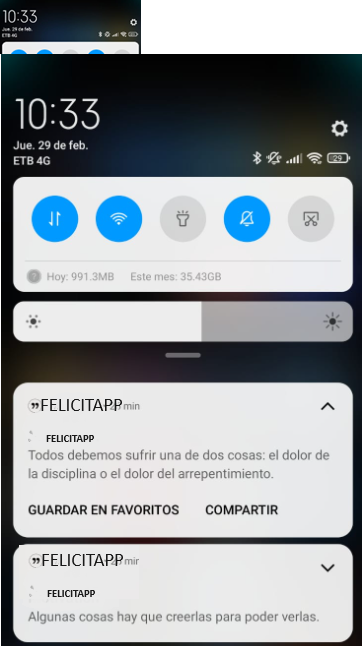 10:33
Jue. 29 de feb.
ETB 4G
10:33
Jue. 29 de feb.
ETB 4G
29
Hoy: 991.3MB Este mes: 35.43GB
FELICITAPP min
FELICITAPP
Todos debemos sufrir una de dos cosas: el dolor de
la disciplina o el dolor del arrepentimiento.
GUARDAR EN FAVORITOS COMPARTIR
FELICITAPP
FELICITAPP
Algunas cosas hay que creerlas para poder verlas.